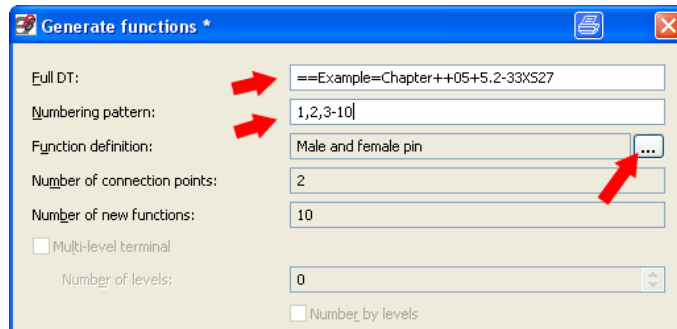 Generate functions *
Full DT: ==Example=Chapter++05+5.2-33XS27
Numbering pattern: 1,2,3-10
Function definition: Male and female pin ...
Number of connection points: 2
Number of new functions: 10
Multi-level terminal
Number of levels: 0
Number by levels